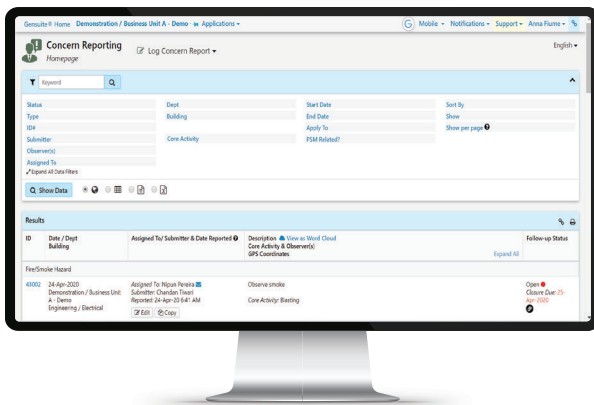 Gensuite® Home Demonstration / Business Unit A - Demo Applications
G Mobile Notifications Support Anna Fiume
Concern Reporting
Homepage
Log Concern Report
English
Keyword
Status Dept Start Date Sort By
Type Building End Date Show
ID# Apply To Show per page
Submitter Core Activity PSM Related?
Observer(s)
Assigned To
Expand All Data Filters
Show Data
Results
ID Date / Dept Assigned To/ Submitter & Date Reported Description View as Word Cloud Follow-up Status
Building Core Activity & Observer(s)
GPS Coordinates Expand All
Fire/Smoke Hazard
43002 24-Apr-2020 Assigned To: Nipun Pereira Observe smoke Open
Demonstration / Business Unit Submitter: Chandan Tiwari Closure Due: 25-
A - Demo Reported: 24-Apr-20 6:41 AM Core Activity: Blasting Apr-2020
Engineering / Electrical Edit Copy